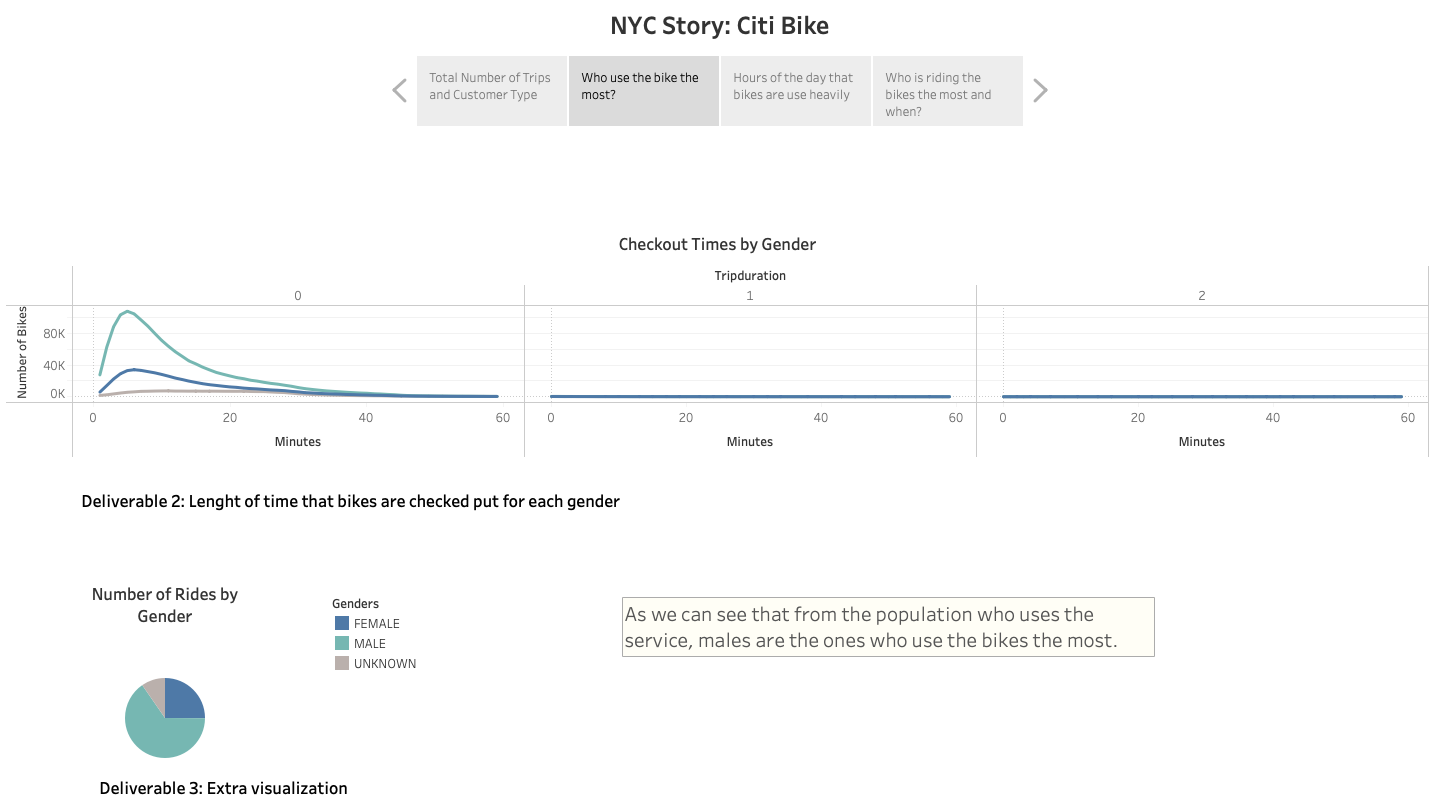 NYC Story: Citi Bike
Total Number of Trips
and Customer Type
Who use the bike the
most?
Hours of the day that
bikes are use heavily
Who is riding the
bikes the most and
when?
Checkout Times by Gender
Tripduration
0
1
2
Number of Bikes
80K
40K
0K
0
20
40
60
0
20
40
60
0
20
40
60
Minutes
Minutes
Minutes
Deliverable 2: Lenght of time that bikes are checked put for each gender
Number of Rides by
Gender
Genders
FEMALE
MALE
UNKNOWN
As we can see that from the population who uses the
service, males are the ones who use the bikes the most.
Deliverable 3: Extra visualization